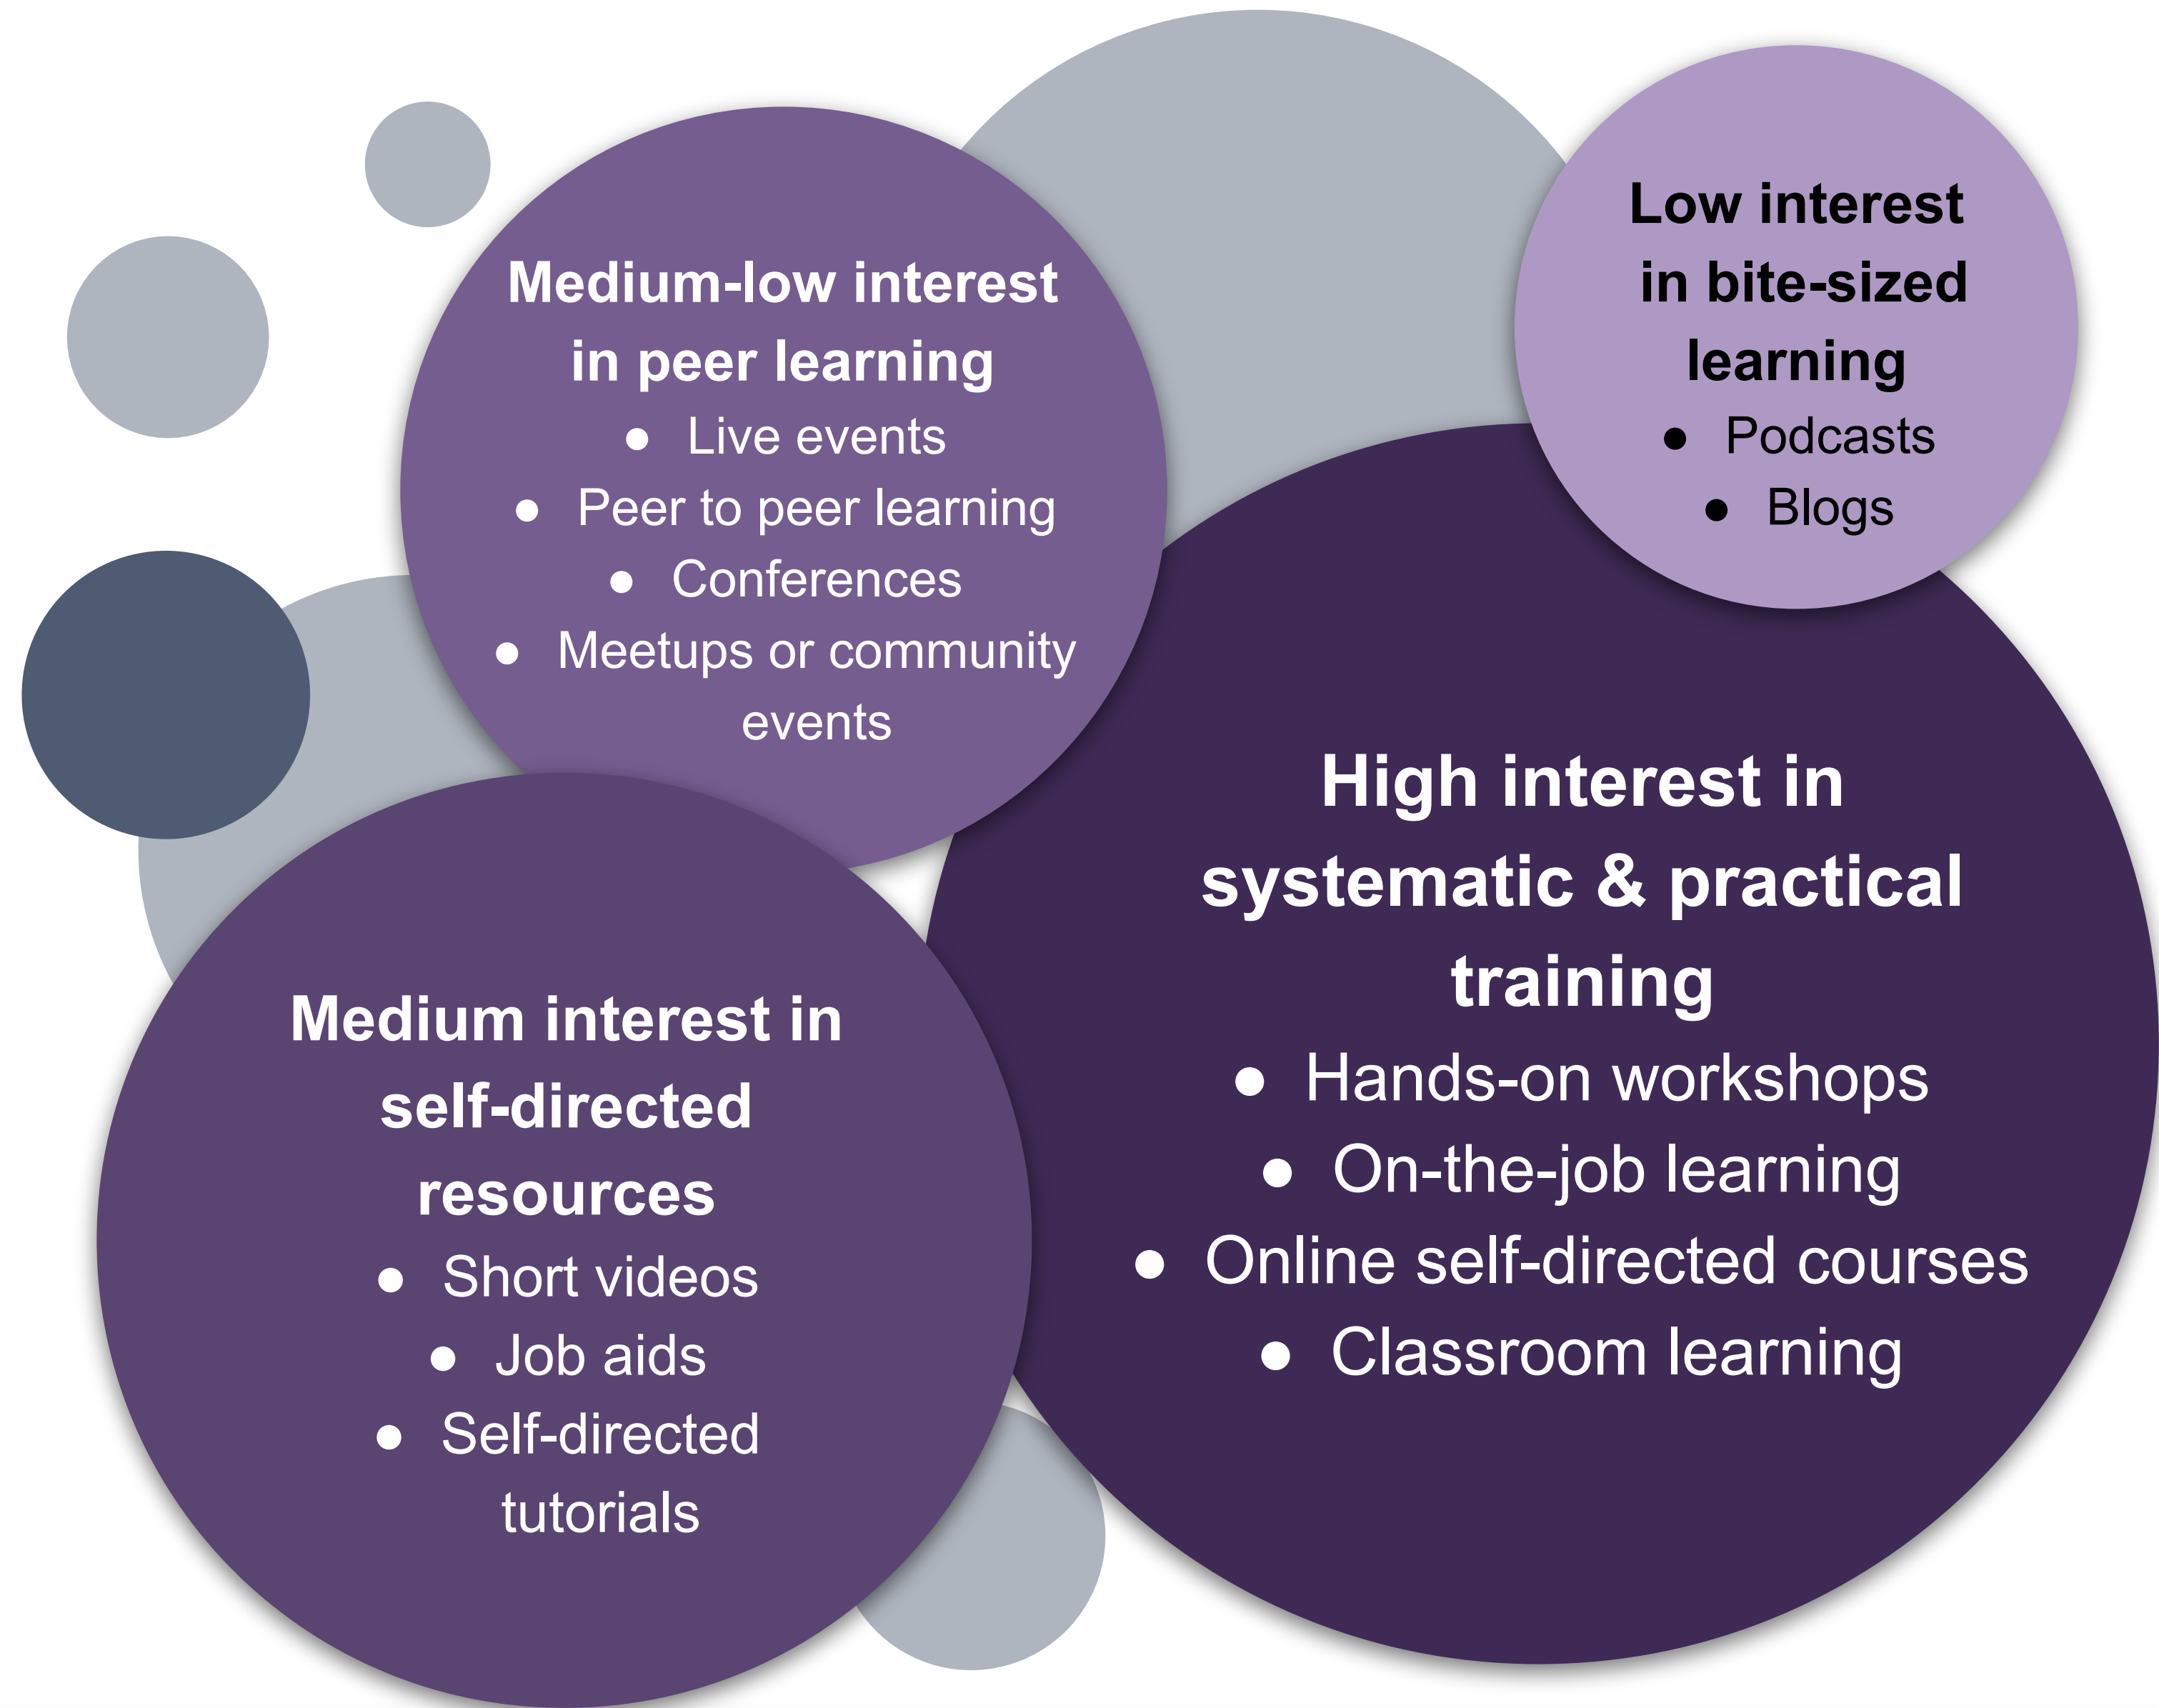 Medium-low interest
in peer learning
● Live events
● Peer to peer learning
● Conferences
● Meetups or community
events
Low interest
in bite-sized
learning
● Podcasts
● Blogs
Medium interest in
self-directed
resources
● Short videos
● Job aids
● Self-directed
tutorials
High interest in
systematic & practical
training
● Hands-on workshops
● On-the-job learning
● Online self-directed courses
● Classroom learning